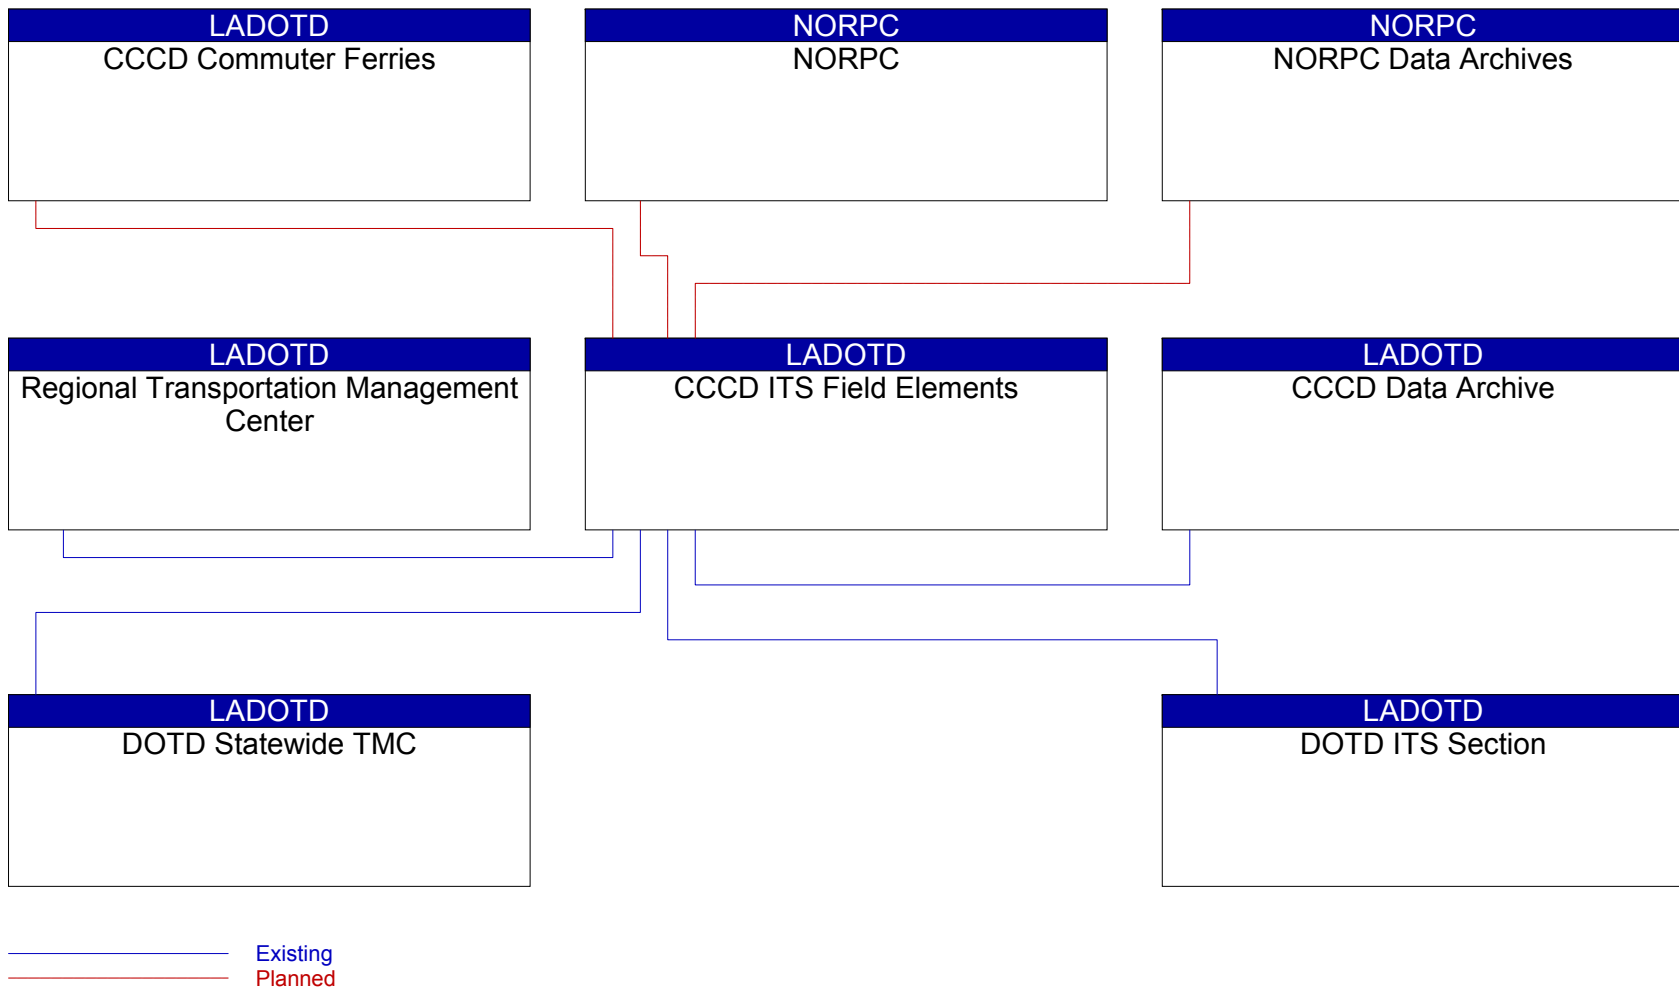 LADOTD
CCCD Commuter Ferries
NORPC
NORPC
NORPC
NORPC Data Archives
LADOTD
Regional Transportation Management
Center
LADOTD
CCCD ITS Field Elements
LADOTD
CCCD Data Archive
LADOTD
DOTD Statewide TMC
LADOTD
DOTD ITS Section
Existing
Planned